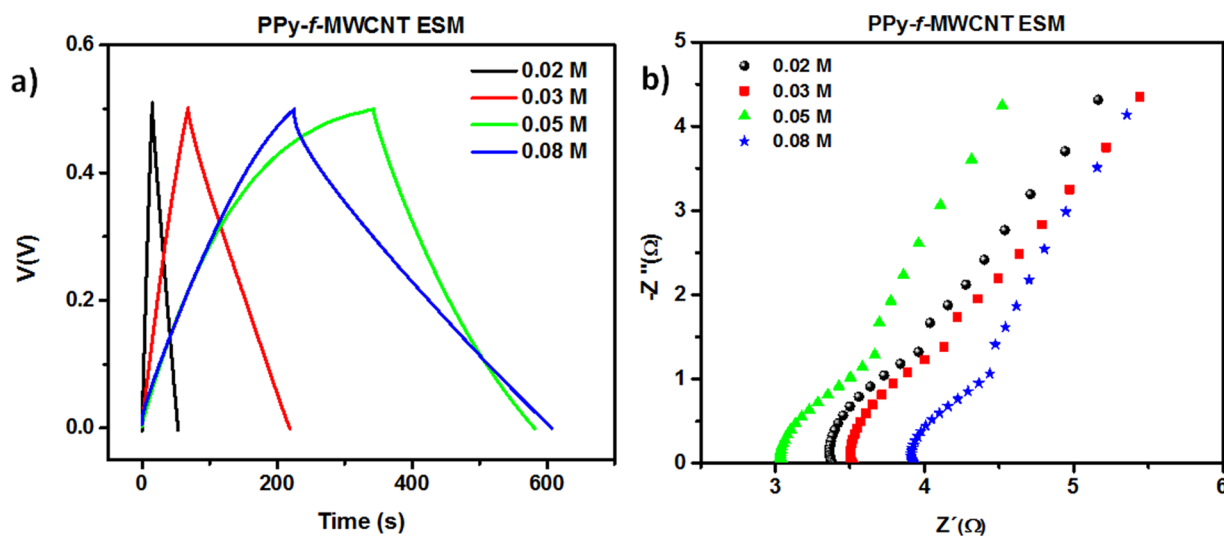 PPy-f-MWCNT ESM
a)
0.6
0.4
0.2
0.0
V(V)
0.02 M
0.03 M
0.05 M
0.08 M
0
200
400
600
Time (s)
PPy-f-MWCNT ESM
b)
5
4
3
2
1
0
-Z''(Ω)
0.02 M
0.03 M
0.05 M
0.08 M
3
4
5
6
Z´(Ω)